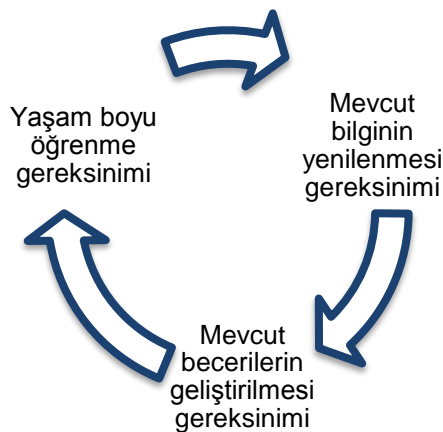 Yaşam boyu
öğrenme
gereksinimi
Mevcut
bilginin
yenilenmesi
gereksinimi
Mevcut
becerilerin
geliştirilmesi
gereksinimi